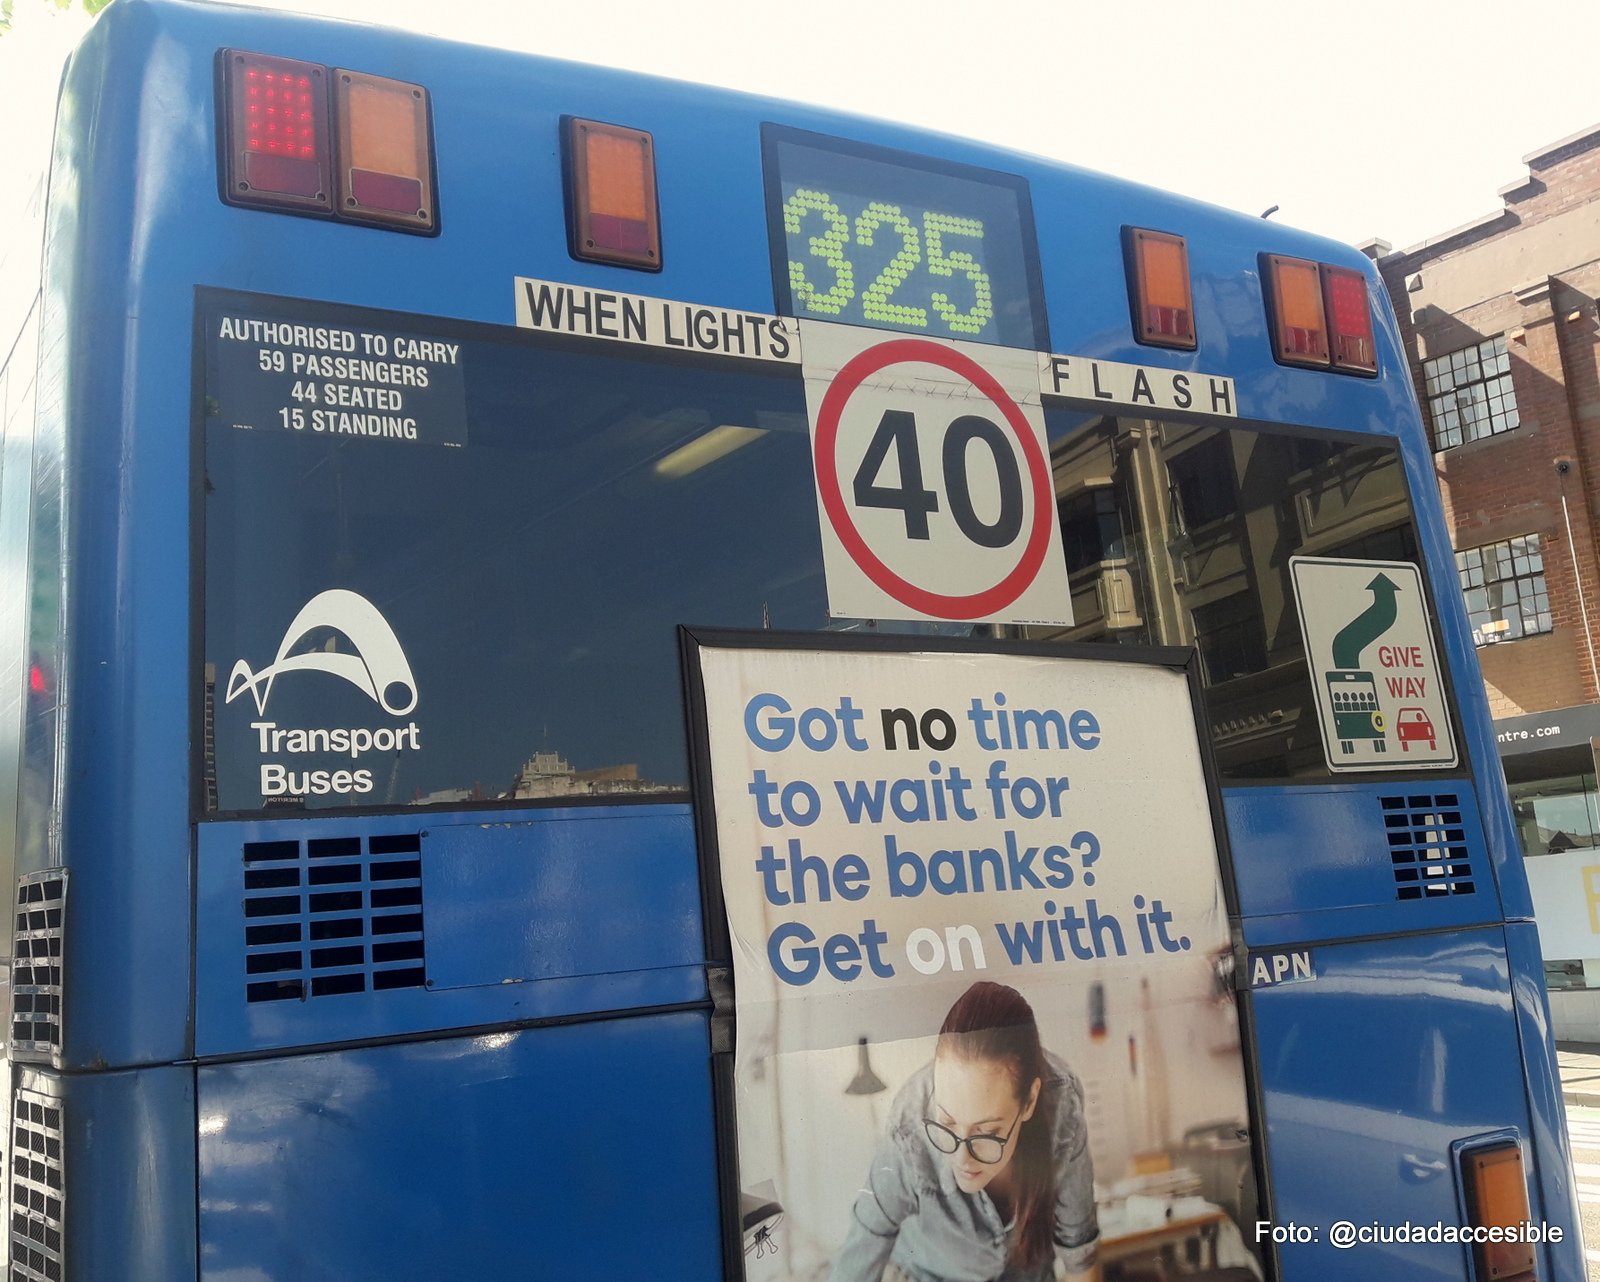 325
WHEN LIGHTS
FLASH
40
AUTHORISED TO CARRY
59 PASSENGERS
44 SEATED
15 STANDING
GIVE
WAY
Transport
Buses
Got no time
to wait for
the banks?
Get on with it.
ntre.com
APN
Foto: @ciudadaccesible